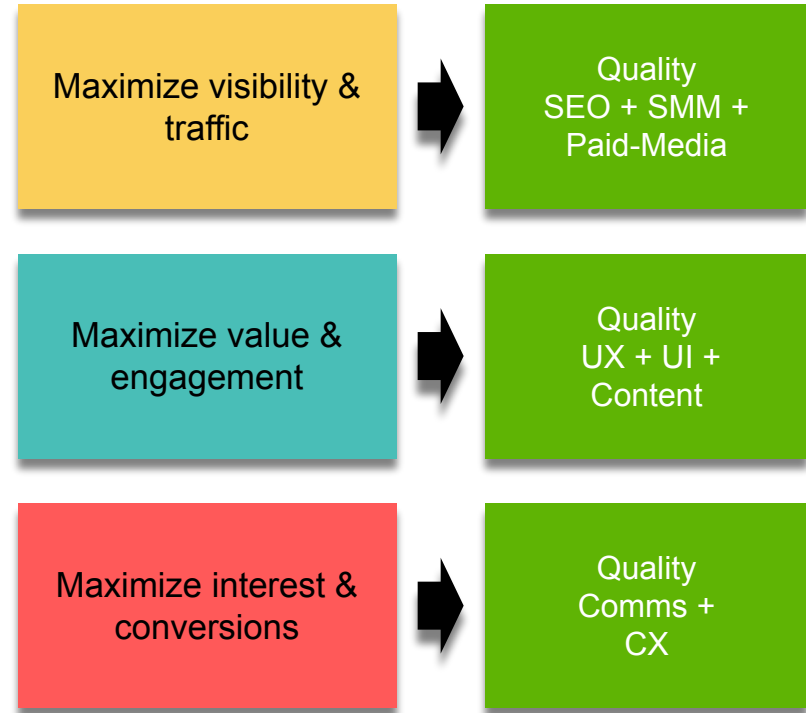 Maximize visibility &
traffic
Quality
SEO + SMM +
Paid-Media
Maximize value &
engagement
Quality
UX + UI +
Content
Maximize interest &
conversions
Quality
Comms +
CX